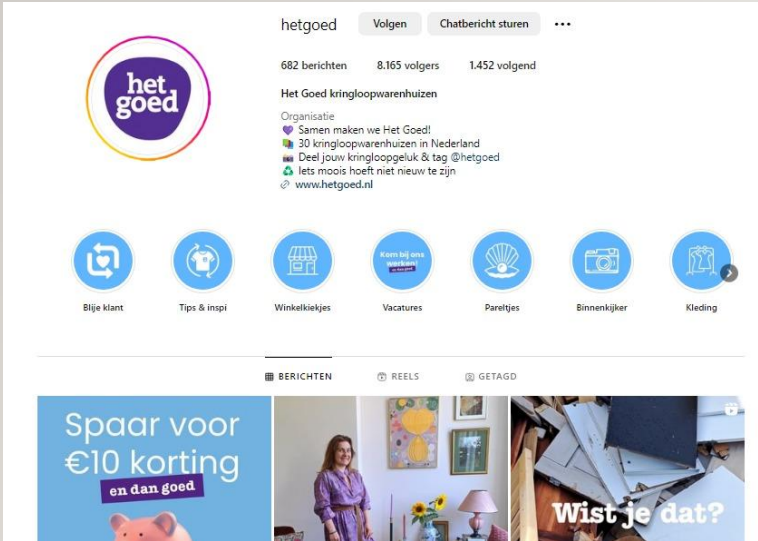 hetgoed Volgen Chatbericht sturen
het
goed
682 berichten 8.165 volgers 1.452 volgend
Het Goed kringloopwarenhuizen
Organisatie
💜 Samen maken we Het Goed!
🛍️ 30 kringloopwarenhuizen in Nederland
📸 Deel jouw kringloopgeluk & tag @hetgoed
♻️ Iets moois hoeft niet nieuw te zijn
www.hetgoed.nl
Kom bij ons
werken!
en dan goed
Blije klant Tips & inspi Winkelkiekjes Vacatures Pareltjes Binnenkijker Kleding
BERICHTEN REELS GETAGD
Spaar voor
€10 korting
en dan goed
Wist je dat?